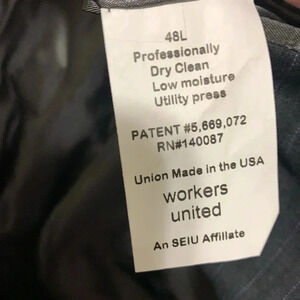 48L
Professionally
Dry Clean
Low moisture
Utility press
PATENT #5,669,072
RN#140087
Union Made in the USA
workers
united
An SEIU Affiliate